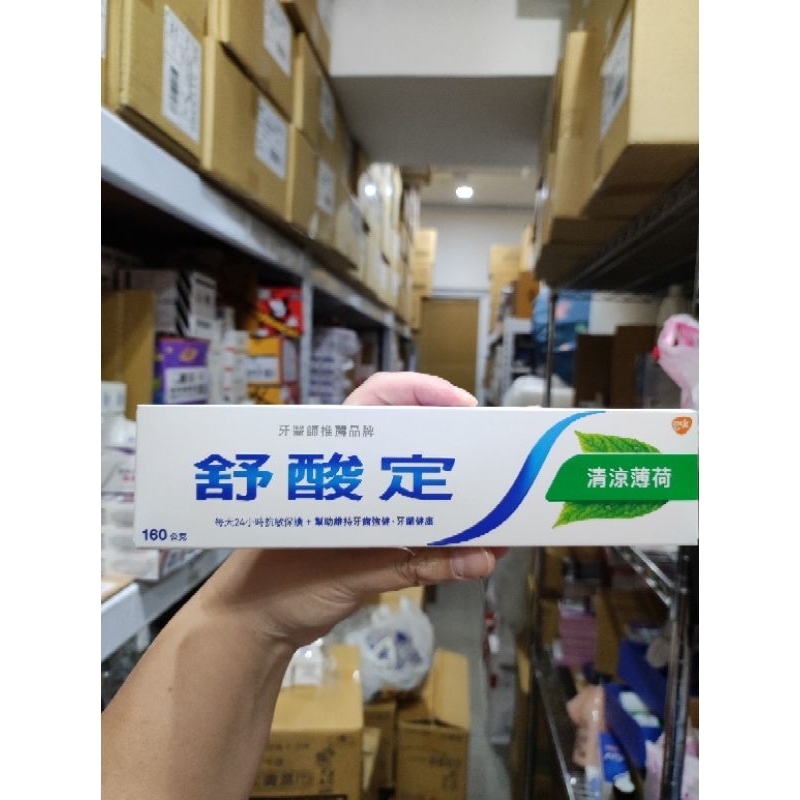 牙醫師推薦品牌
舒酸定
清涼薄荷
每天24小時抗敏保護+幫助維持牙齒強健、牙齦健康
160公克
gsk